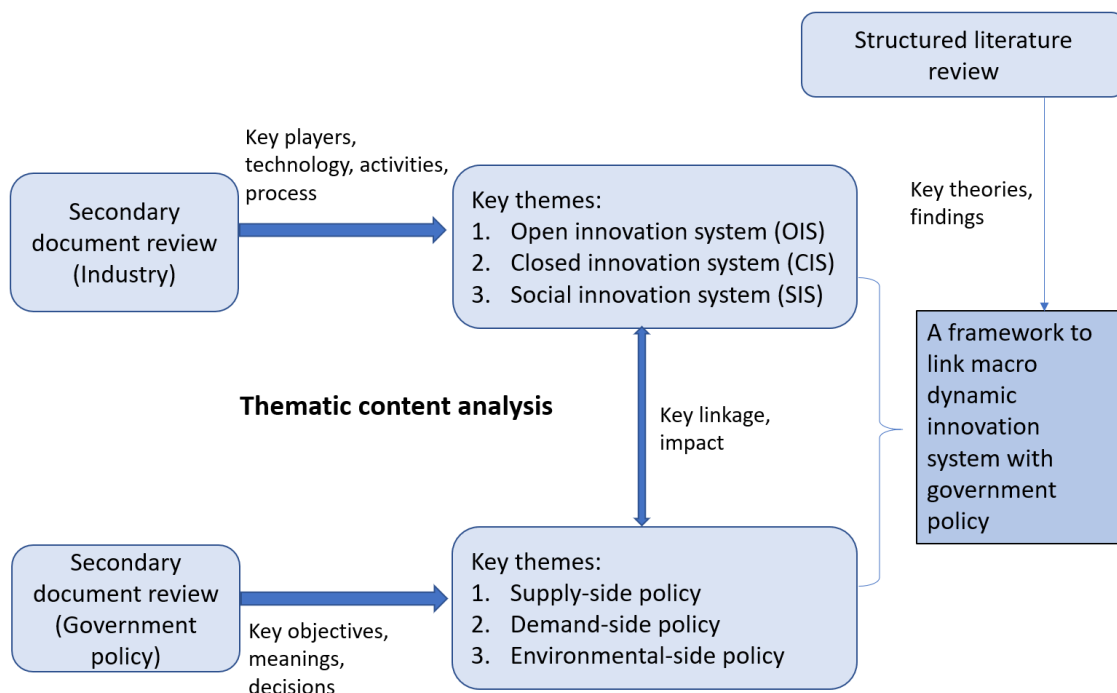 Structured literature
review
Key players,
technology, activities,
process
Secondary
document review
(Industry)
Key themes:
1. Open innovation system (OIS)
2. Closed innovation system (CIS)
3. Social innovation system (SIS)
Key theories,
findings
A framework to
link macro
dynamic
innovation
system with
government
policy
Thematic content analysis
Key linkage,
impact
Secondary
document review
(Government
policy)
Key objectives,
meanings,
decisions
Key themes:
1. Supply-side policy
2. Demand-side policy
3. Environmental-side policy